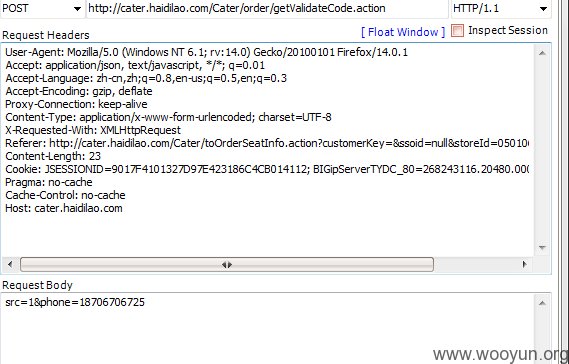 POST http://cater.haidilao.com/Cater/order/getValidateCode.action HTTP/1.1
Request Headers [ Float Window ] Inspect Session
User-Agent: Mozilla/5.0 (Windows NT 6.1; rv:14.0) Gecko/20100101 Firefox/14.0.1
Accept: application/json, text/javascript, */*; q=0.01
Accept-Language: zh-cn,zh;q=0.8,en-us;q=0.5,en;q=0.3
Accept-Encoding: gzip, deflate
Proxy-Connection: keep-alive
Content-Type: application/x-www-form-urlencoded; charset=UTF-8
X-Requested-With: XMLHttpRequest
Referer: http://cater.haidilao.com/Cater/toOrderSeatInfo.action?customerKey=&ssoid=null&storeId=050106
Content-Length: 23
Cookie: JSESSIONID=9017F4101327D97E423186C4CB014112; BIGipServerTYDC_80=268243116.20480.000
Pragma: no-cache
Cache-Control: no-cache
Host: cater.haidilao.com
Request Body
src=1&phone=18706706725
www.wooyun.org